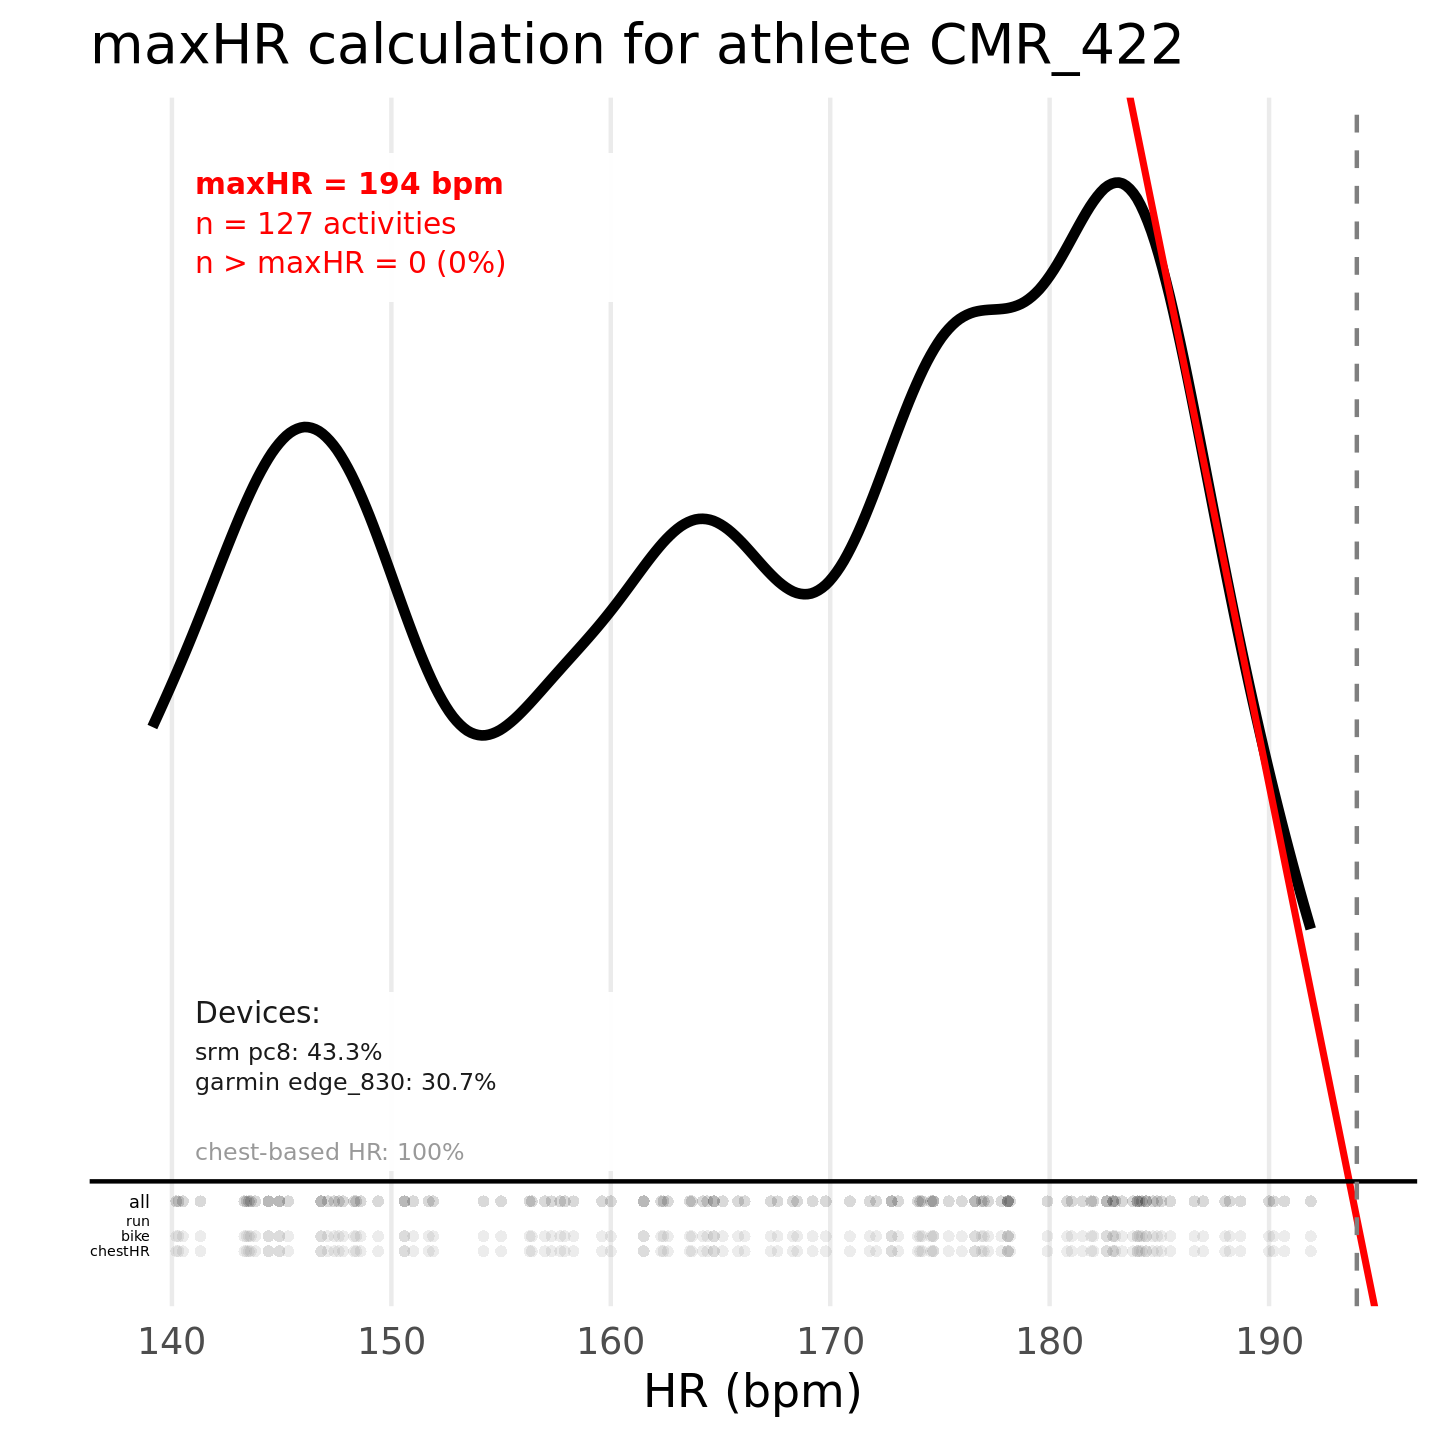 maxHR calculation for athlete CMR_422
maxHR = 194 bpm
n = 127 activities
n > maxHR = 0 (0%)
Devices:
srm pc8: 43.3%
garmin edge_830: 30.7%
chest-based HR: 100%
all
run
bike
chestHR
140 150 160 170 180 190
HR (bpm)